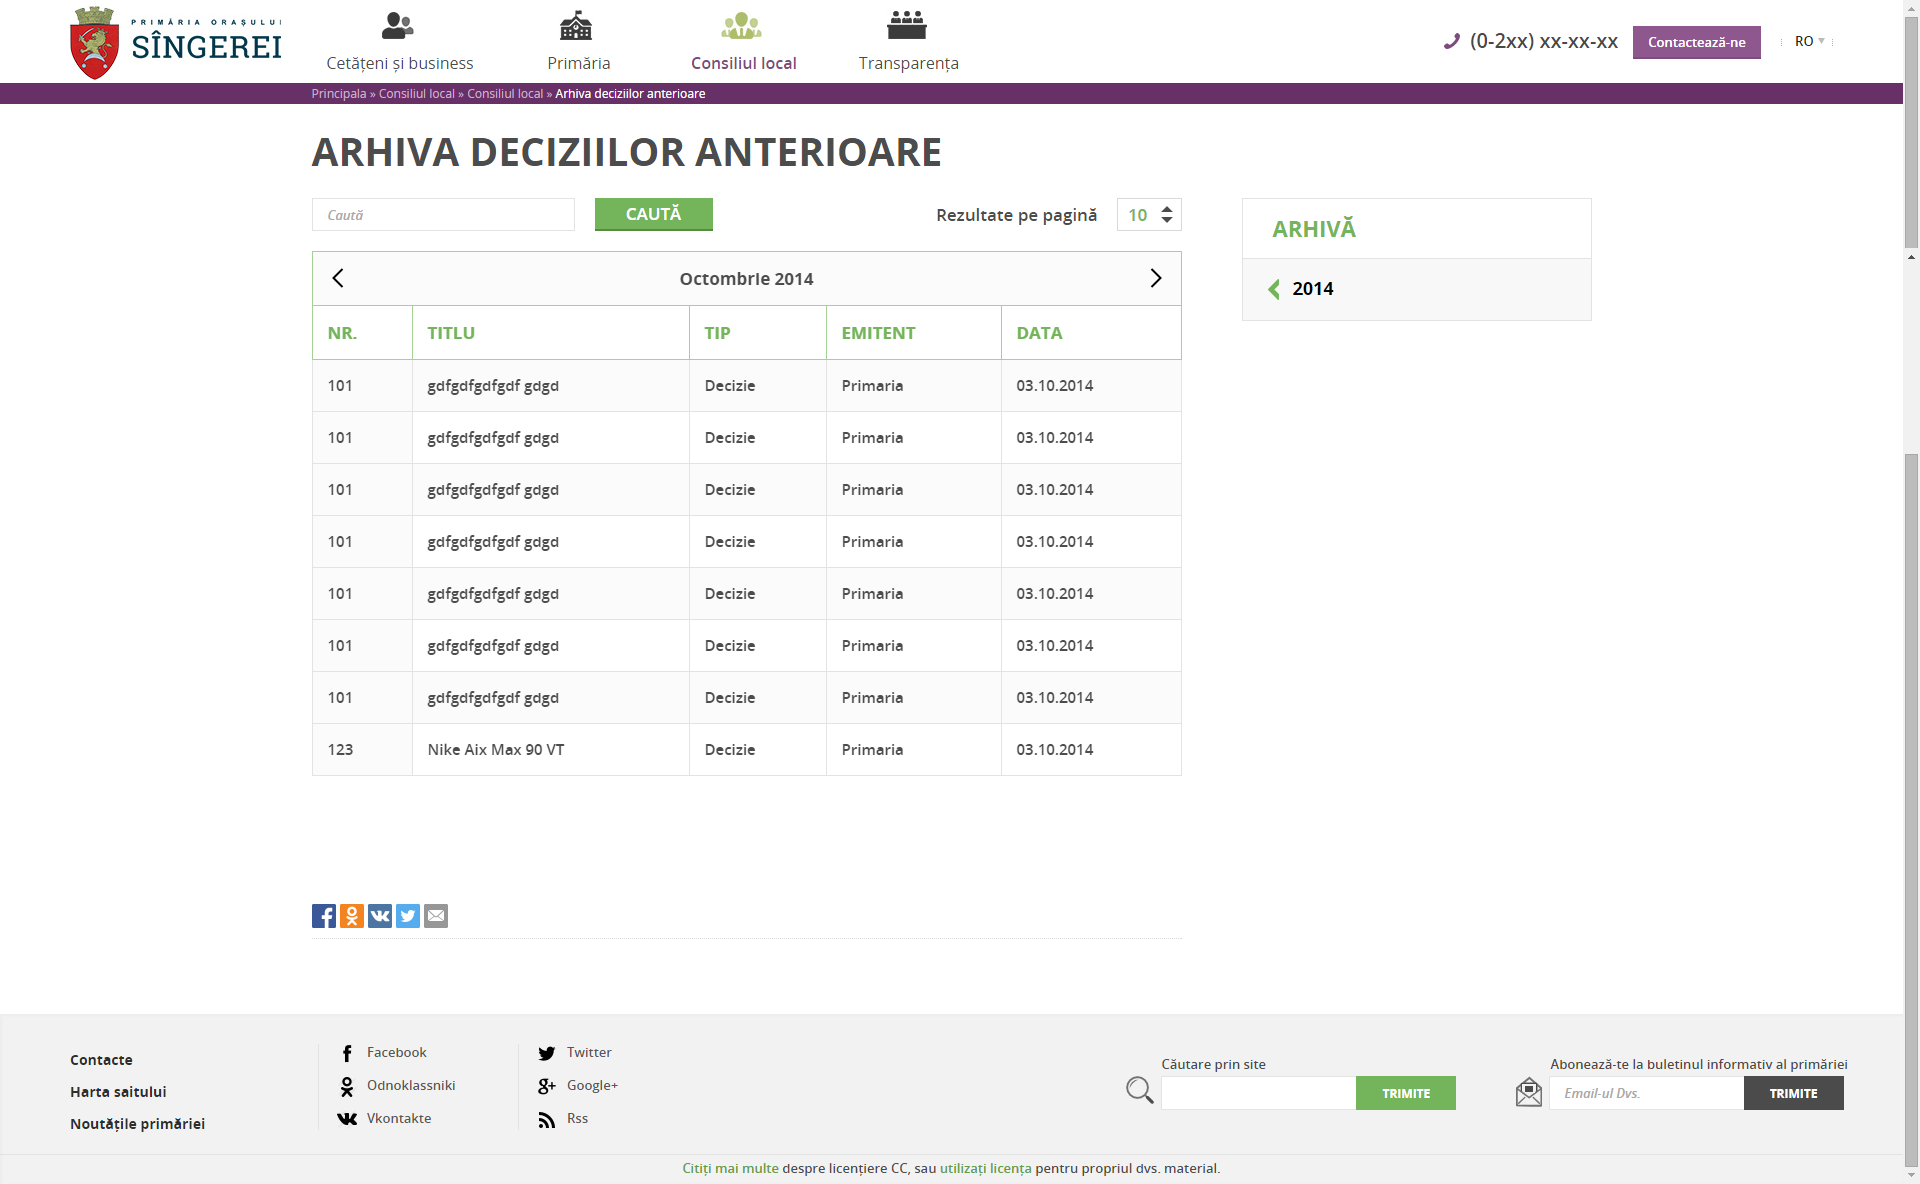 PRIMĂRIA ORAȘULUI
SÎNGEREI
Cetățeni și business
Primăria
Consiliul local
Transparența
(0-2xx) xx-xx-xx
Contactează-ne
RO
Principala » Consiliul local » Consiliul local » Arhiva deciziilor anterioare
ARHIVA DECIZIILOR ANTERIOARE
Caută
CAUTĂ
Rezultate pe pagină
10
ARHIVĂ
2014
Octombrie 2014
NR. TITLU TIP EMITENT DATA
101 gdfgdfgdfgdf gdgd Decizie Primaria 03.10.2014
101 gdfgdfgdfgdf gdgd Decizie Primaria 03.10.2014
101 gdfgdfgdfgdf gdgd Decizie Primaria 03.10.2014
101 gdfgdfgdfgdf gdgd Decizie Primaria 03.10.2014
101 gdfgdfgdfgdf gdgd Decizie Primaria 03.10.2014
101 gdfgdfgdfgdf gdgd Decizie Primaria 03.10.2014
101 gdfgdfgdfgdf gdgd Decizie Primaria 03.10.2014
123 Nike Aix Max 90 VT Decizie Primaria 03.10.2014
Contacte
Harta saitului
Noutățile primăriei
Facebook
Odnoklassniki
Vkontakte
Twitter
Google+
Rss
Căutare prin site
TRIMITE
Abonează-te la buletinul informativ al primăriei
Email-ul Dvs.
TRIMITE
Citiți mai multe despre licențiere CC, sau utilizați licența pentru propriul dvs. material.